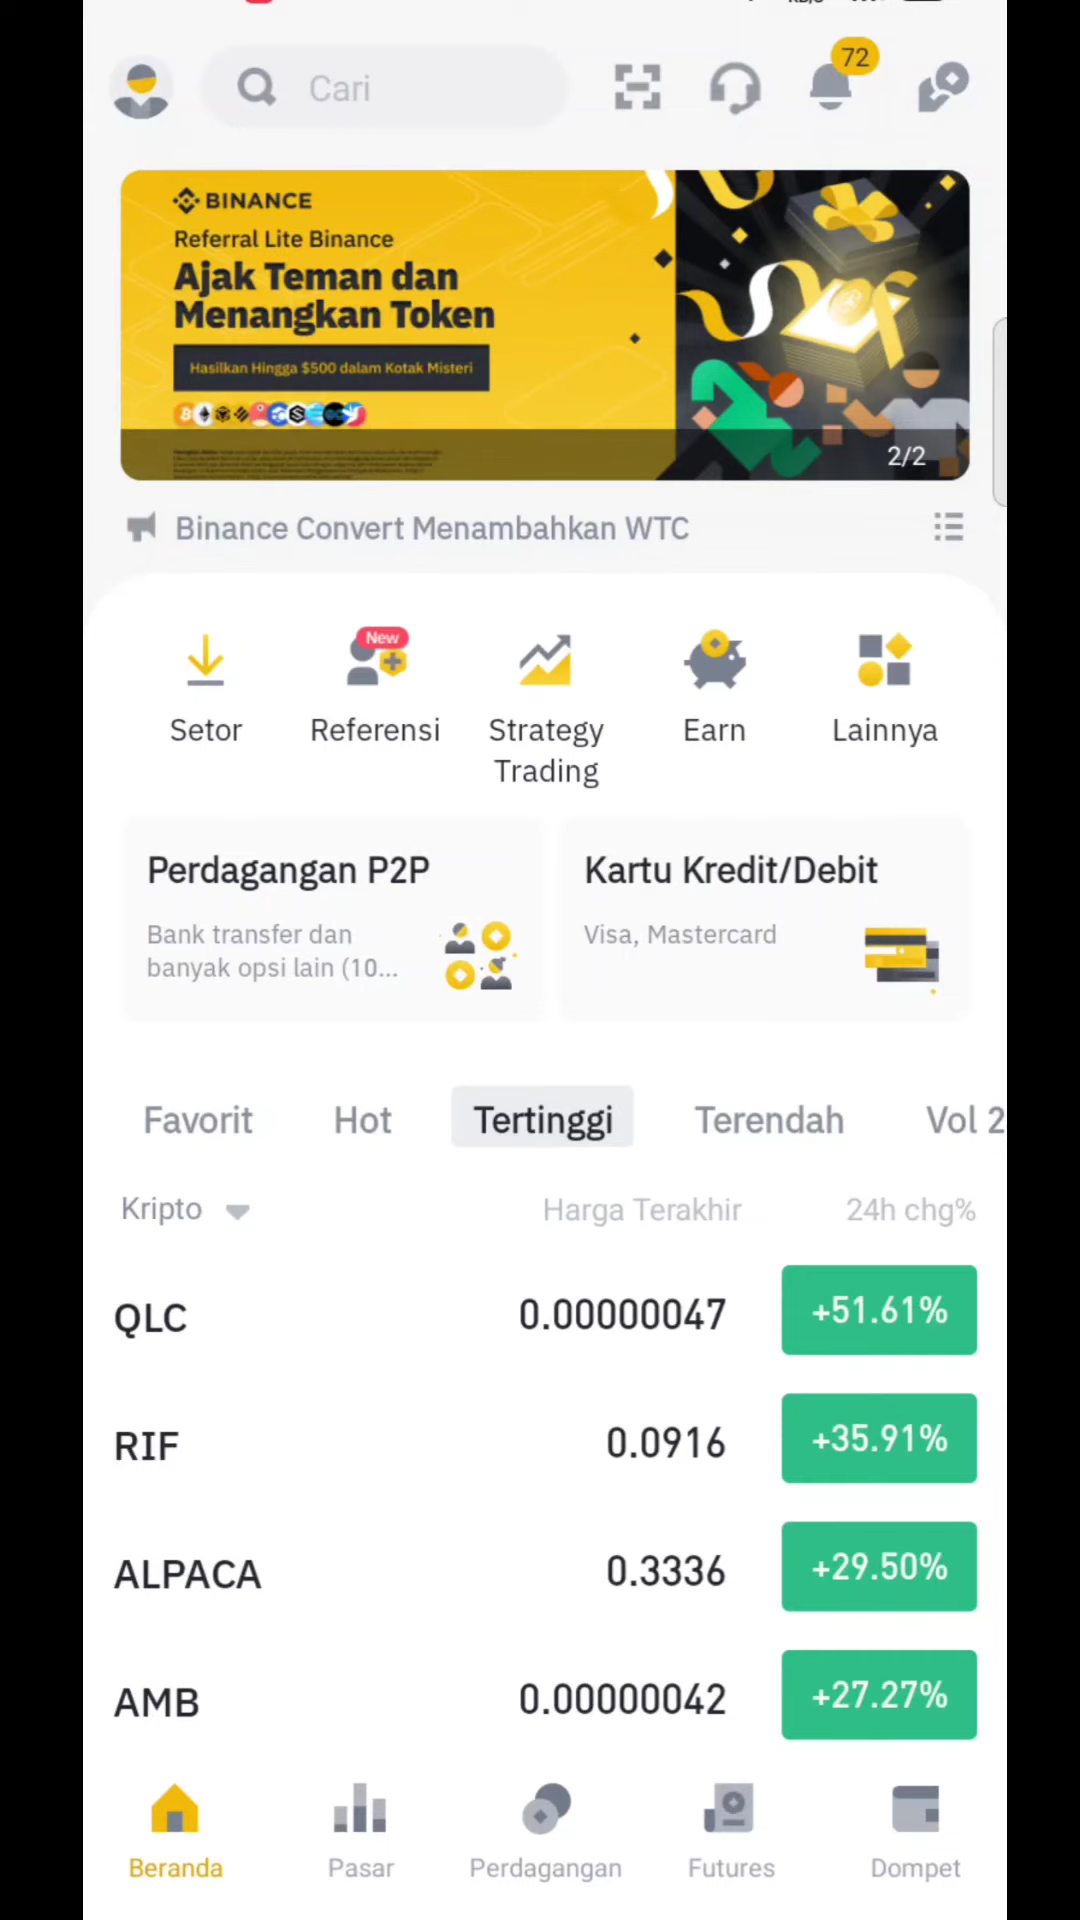 72
Cari
BINANCE
Referral Lite Binance
Ajak Teman dan
Menangkan Token
Hasilkan Hingga $500 dalam Kotak Misteri
2/2
Binance Convert Menambahkan WTC
New
Setor
Referensi
Strategy
Trading
Earn
Lainnya
Perdagangan P2P
Bank transfer dan
banyak opsi lain (10...
Kartu Kredit/Debit
Visa, Mastercard
Favorit
Hot
Tertinggi
Terendah
Vol 2
Kripto
Harga Terakhir
24h chg%
QLC 0.00000047 +51.61%
RIF 0.0916 +35.91%
ALPACA 0.3336 +29.50%
AMB 0.00000042 +27.27%
Beranda
Pasar
Perdagangan
Futures
Dompet